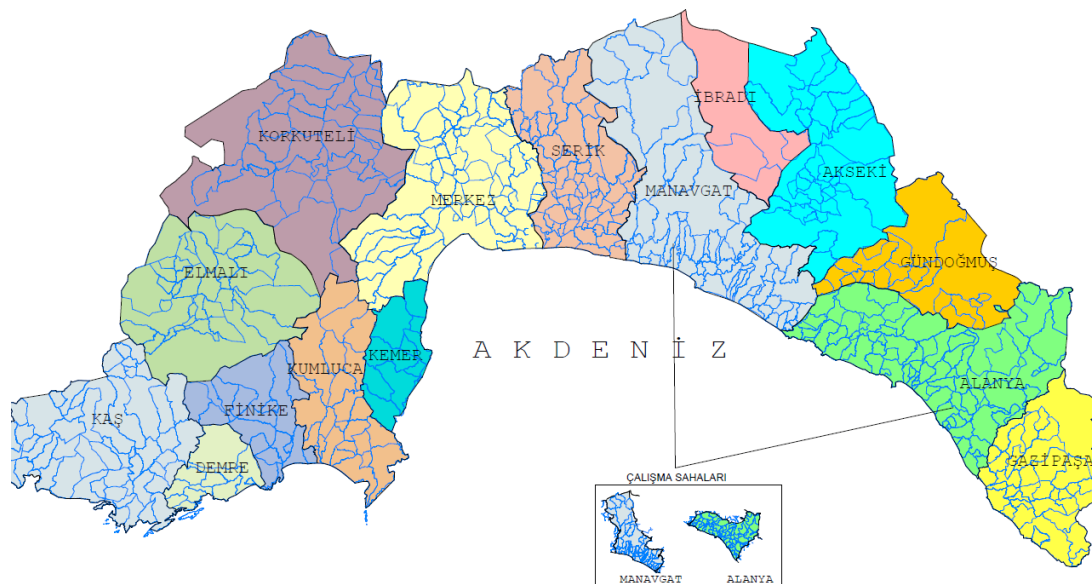 İBRADI
KORKUTELİ
SERİK
AKSEKİ
MANAVGAT
MERKEZ
GÜNDOĞMUŞ
ELMALI
AKDENİZ
KEMER
KUMLUCA
ALANYA
FİNİKE
KAŞ
GAZİPAŞA
DEMRE
ÇALIŞMA SAHALARI
MANAVGAT ALANYA